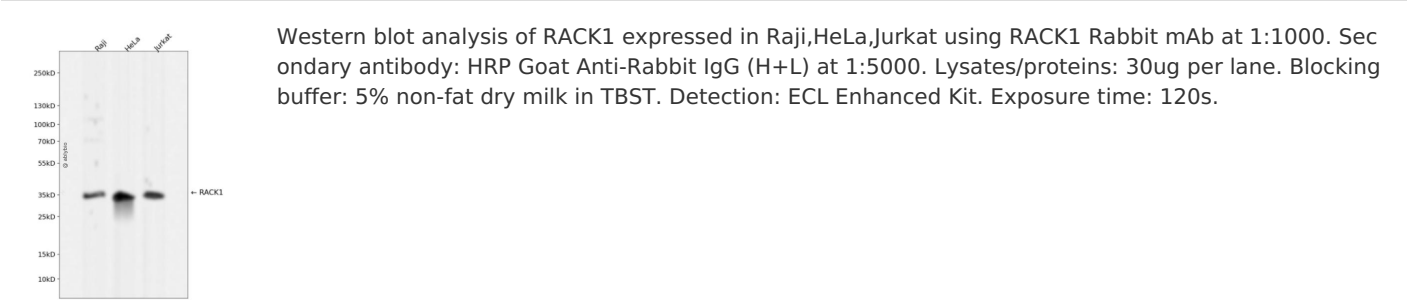 Raji HeLa Jurkat
250kD
130kD
100kD
70kD
55kD
35kD
25kD
15kD
10kD
@ abybio
← RACK1
Western blot analysis of RACK1 expressed in Raji,HeLa,Jurkat using RACK1 Rabbit mAb at 1:1000. Sec
ondary antibody: HRP Goat Anti-Rabbit IgG (H+L) at 1:5000. Lysates/proteins: 30ug per lane. Blocking
buffer: 5% non-fat dry milk in TBST. Detection: ECL Enhanced Kit. Exposure time: 120s.